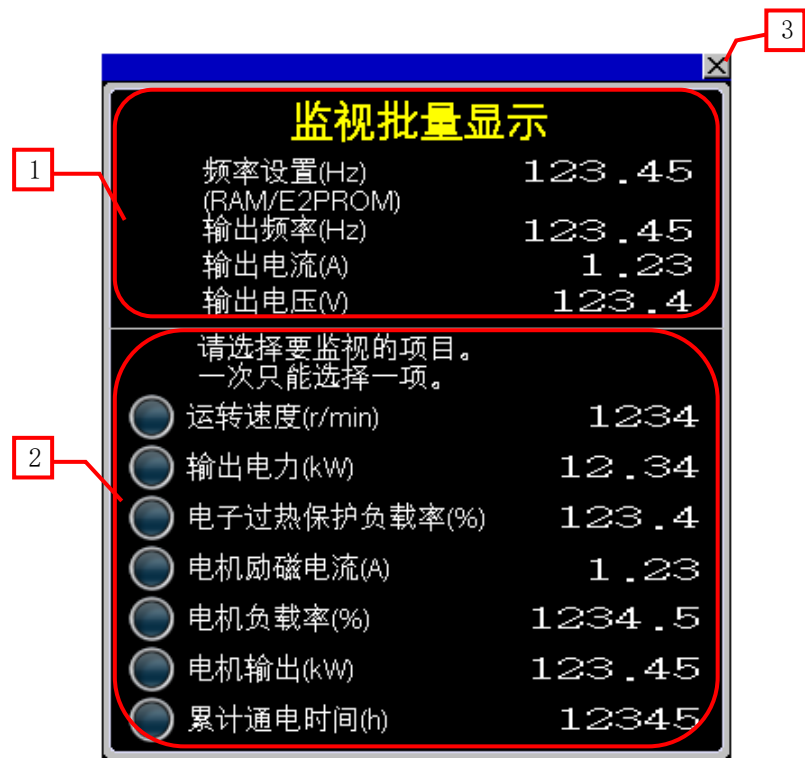 3
监视批量显示
1
频率设置(Hz) 123.45
(RAM/E2PROM)
输出频率(Hz) 123.45
输出电流(A) 1.23
输出电压(V) 123.4
请选择要监视的项目。
一次只能选择一项。
运转速度(r/min) 1234
2
输出电力(kW) 12.34
电子过热保护负载率(%) 123.4
电机励磁电流(A) 1.23
电机负载率(%) 1234.5
电机输出(kW) 123.45
累计通电时间(h) 12345